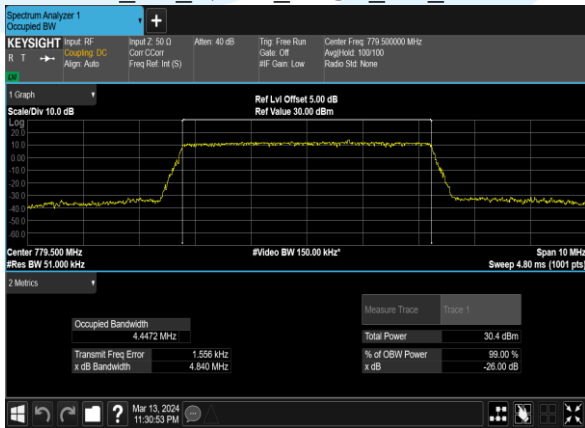 Spectrum Analyzer 1
Occupied BW
+
KEYSIGHT Input: RF Input Z: 50 Ω Atten: 40 dB Trig: Free Run Center Freq: 779.500000 MHz
R T Coupling: DC Corr CCorr Gate: Off Avg|Hold: 100/100
Align: Auto Freq Ref: Int (S) #IF Gain: Low Radio Std: None
1 Graph
Ref Lvl Offset 5.00 dB
Scale/Div 10.0 dB Ref Value 30.00 dBm
Log
20.0
10.0
0.00
-10.0
-20.0
-30.0
-40.0
-50.0
-60.0
Center 779.500 MHz #Video BW 150.00 kHz* Span 10 MHz
#Res BW 51.000 kHz Sweep 4.80 ms (1001 pts)
2 Metrics
Measure Trace Trace 1
Occupied Bandwidth
4.4472 MHz Total Power 30.4 dBm
Transmit Freq Error 1.556 kHz % of OBW Power 99.00 %
x dB Bandwidth 4.840 MHz x dB -26.00 dB
? Mar 13, 2024
11:30:53 PM